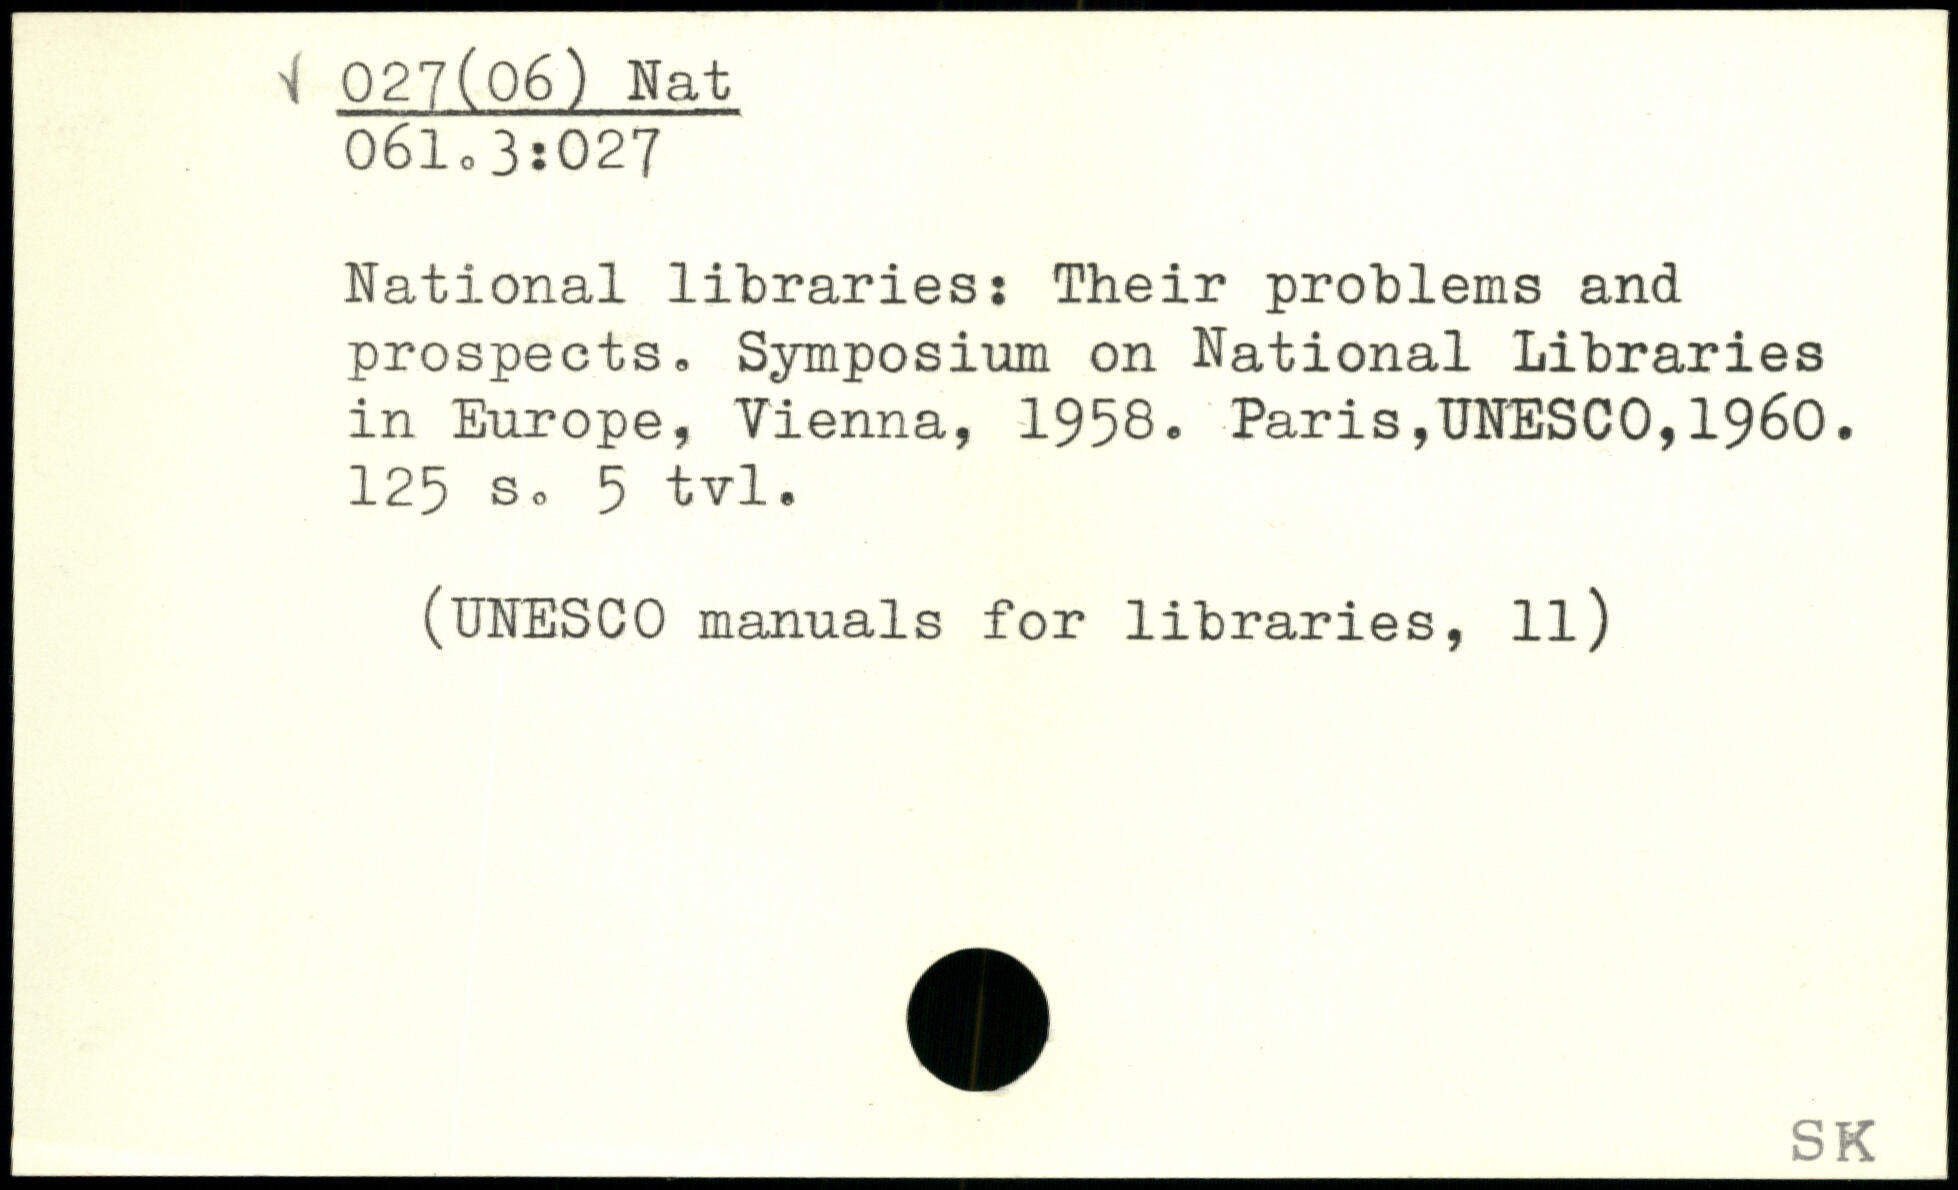 √ 027(06) Nat
061.3:027
National libraries: Their problems and
prospects. Symposium on National Libraries
in Europe, Vienna, 1958. Paris,UNESCO,1960.
125 s. 5 tvl.
(UNESCO manuals for libraries, 11)
SK